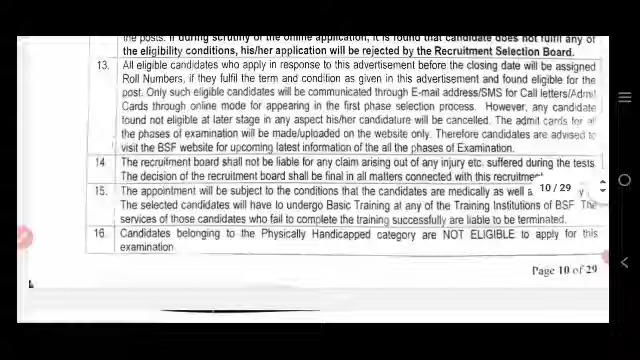 the posts. If during scrutiny of the online application, it is found that candidate does not fulfil any of
the eligibility conditions, his/her application will be rejected by the Recruitment Selection Board.
13. All eligible candidates who apply in response to this advertisement before the closing date will be assigned
Roll Numbers, if they fulfil the term and condition as given in this advertisement and found eligible for the
post. Only such eligible candidates will be communicated through E-mail address/SMS for Call letters/Admit
Cards through online mode for appearing in the first phase selection process. However, any candidate
found not eligible at later stage in any aspect his/her candidature will be cancelled. The admit cards for all
the phases of examination will be made/uploaded on the website only. Therefore candidates are advised to
visit the BSF website for upcoming latest information of the all the phases of Examination.
14 The recruitment board shall not be liable for any claim arising out of any injury etc. suffered during the tests.
The decision of the recruitment board shall be final in all matters connected with this recruitment
15. The appointment will be subject to the conditions that the candidates are medically as well a
10 / 29
The selected candidates will have to undergo Basic Training at any of the Training Institutions of BSF. The
services of those candidates who fail to complete the training successfully are liable to be terminated.
16. Candidates belonging to the Physically Handicapped category are NOT ELIGIBLE to apply for this
examination
Page 10 of 29